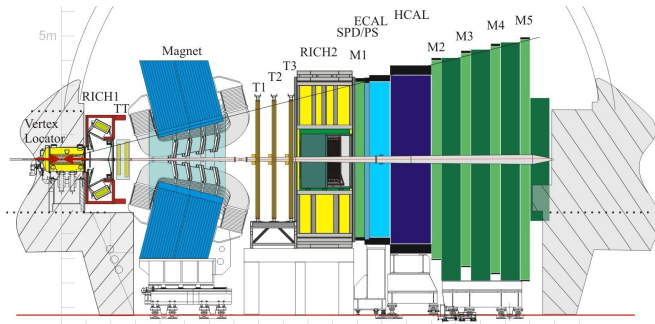 5m
Magnet
RICH1
TT
Vertex
Locator
T1
T2
T3
RICH2
SPD/PS
ECAL
HCAL
M1
M2
M3
M4
M5